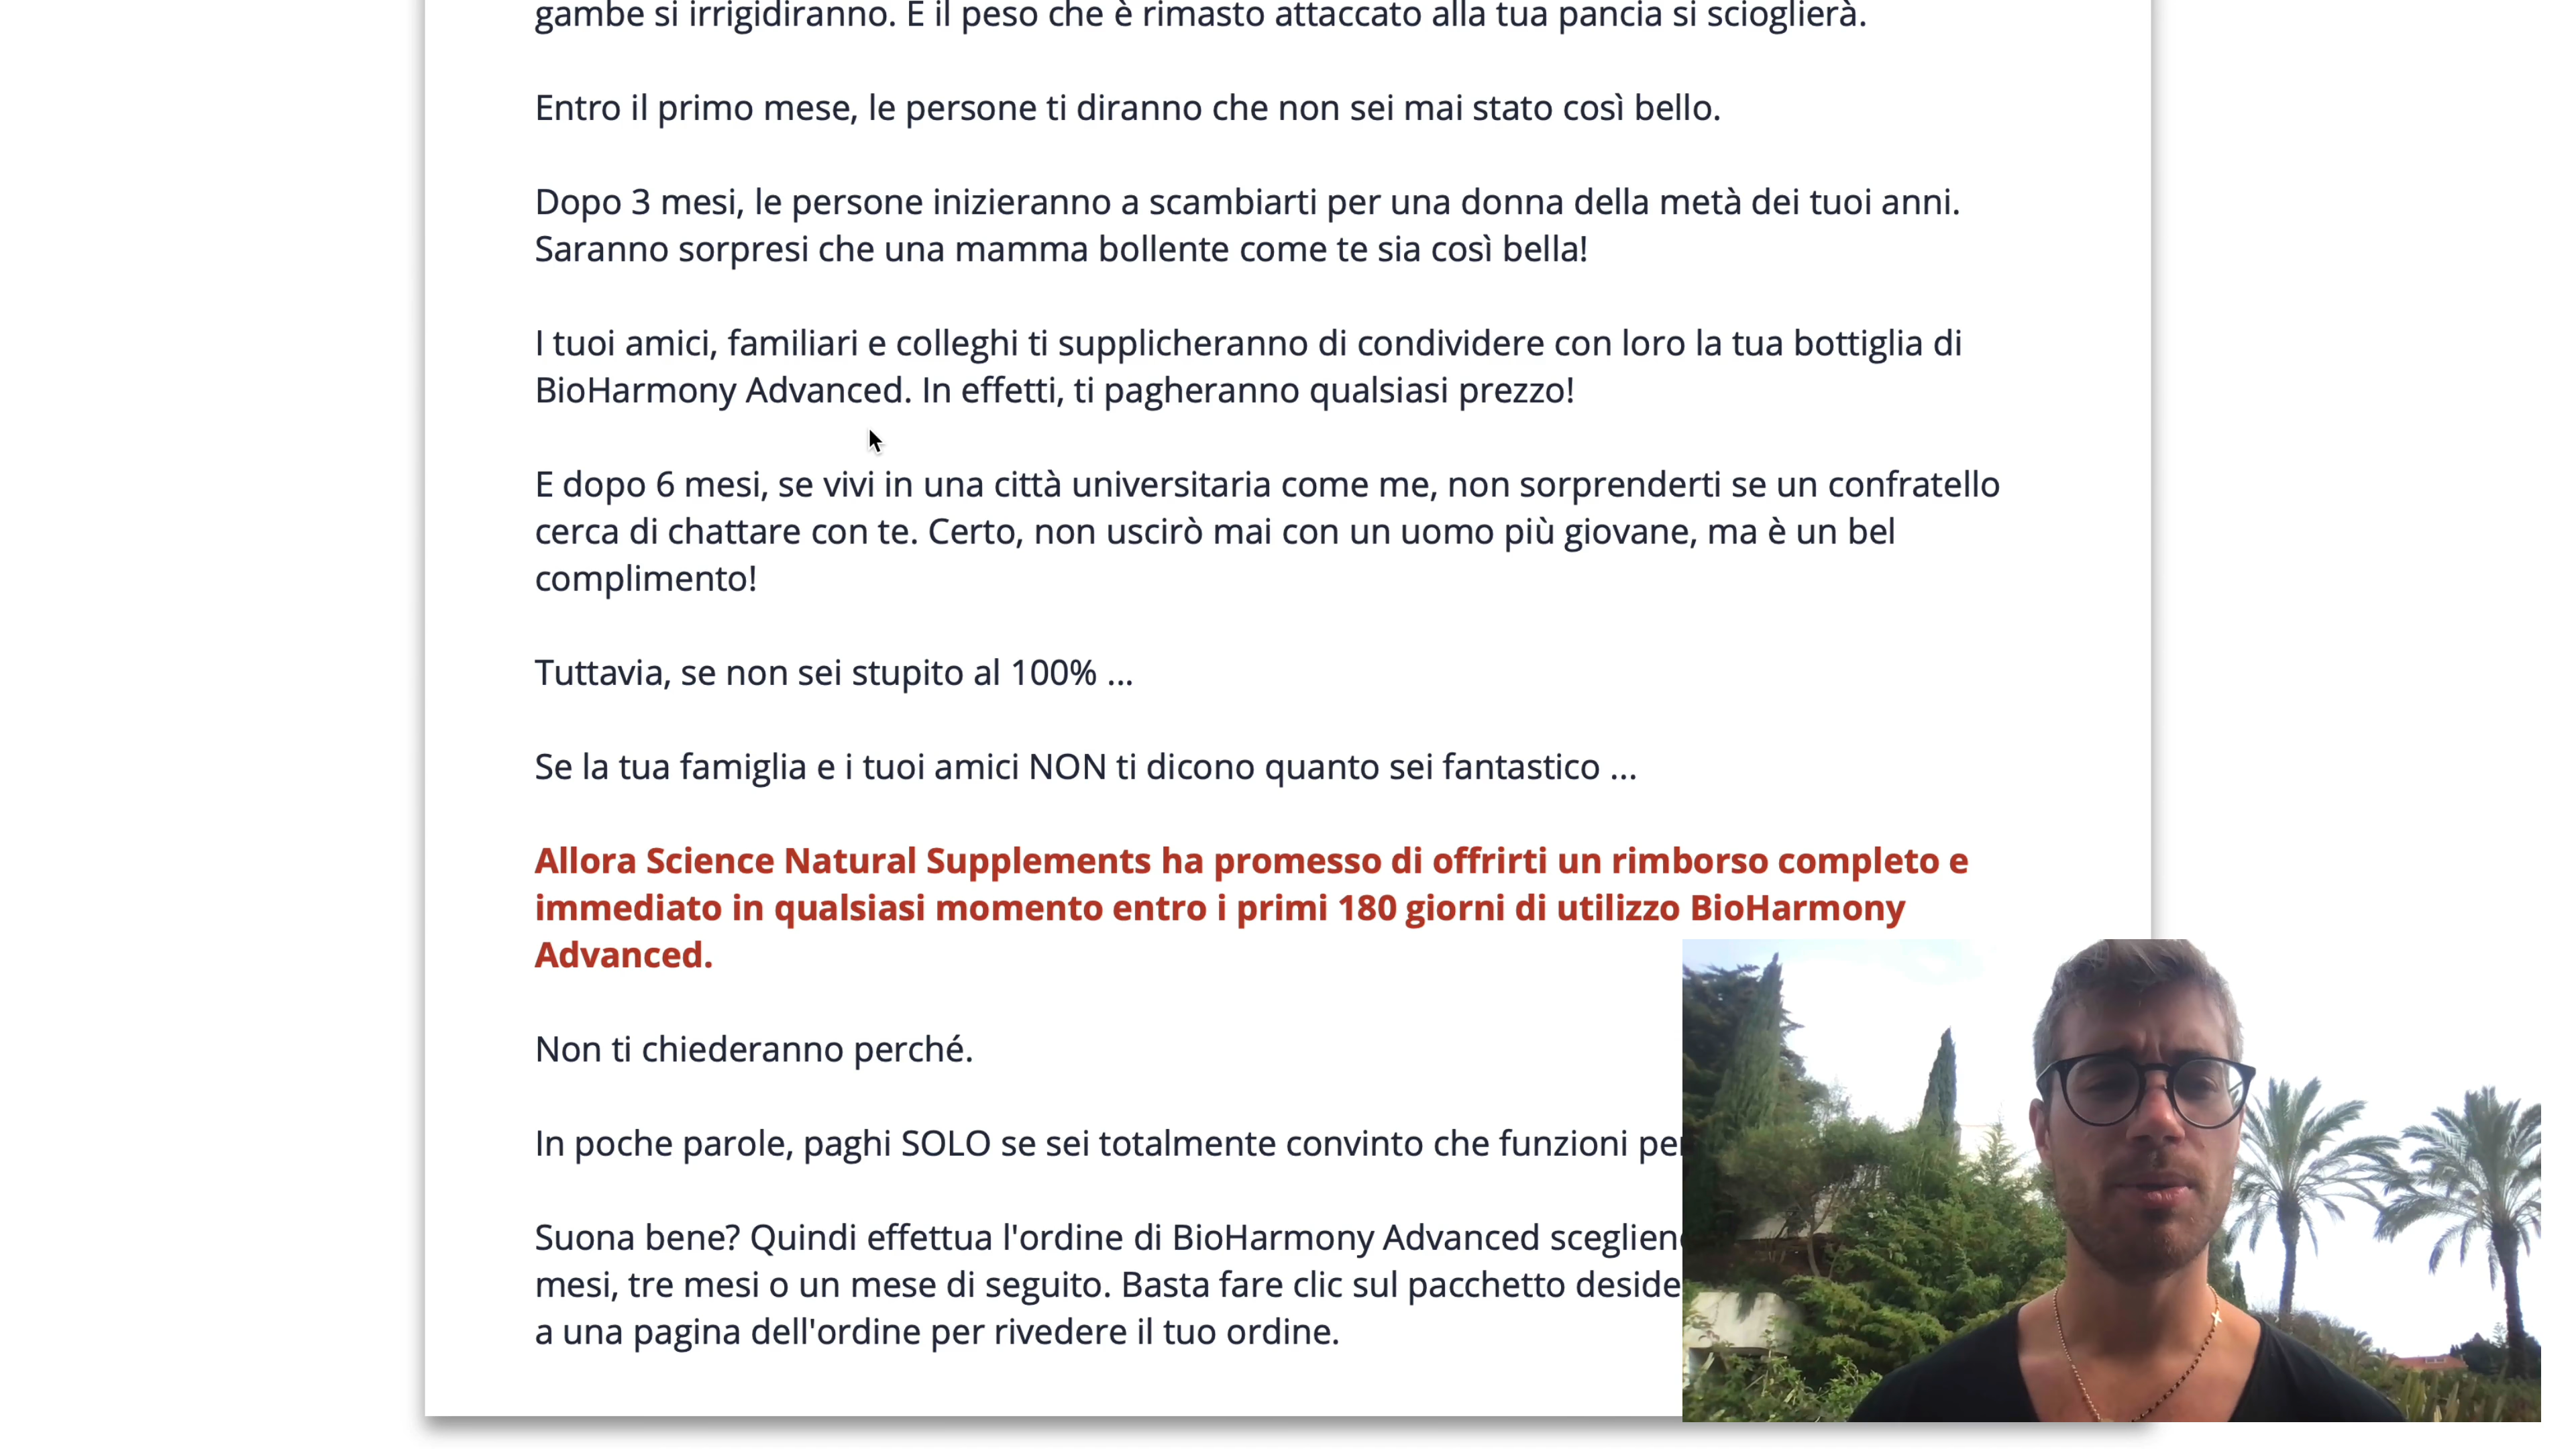 gambe si irrigidiranno. E il peso che è rimasto attaccato alla tua pancia si scioglierà.
Entro il primo mese, le persone ti diranno che non sei mai stato così bello.
Dopo 3 mesi, le persone inizieranno a scambiarti per una donna della metà dei tuoi anni.
Saranno sorpresi che una mamma bollente come te sia così bella!
I tuoi amici, familiari e colleghi ti supplicheranno di condividere con loro la tua bottiglia di
BioHarmony Advanced. In effetti, ti pagheranno qualsiasi prezzo!
E dopo 6 mesi, se vivi in una città universitaria come me, non sorprenderti se un confratello
cerca di chattare con te. Certo, non uscirò mai con un uomo più giovane, ma è un bel
complimento!
Tuttavia, se non sei stupito al 100% ...
Se la tua famiglia e i tuoi amici NON ti dicono quanto sei fantastico ...
Allora Science Natural Supplements ha promesso di offrirti un rimborso completo e
immediato in qualsiasi momento entro i primi 180 giorni di utilizzo BioHarmony
Advanced.
Non ti chiederanno perché.
In poche parole, paghi SOLO se sei totalmente convinto che funzioni
Suona bene? Quindi effettua l'ordine di BioHarmony Advanced
mesi, tre mesi o un mese di seguito. Basta fare clic sul pacchetto
a una pagina dell'ordine per rivedere il tuo ordine.